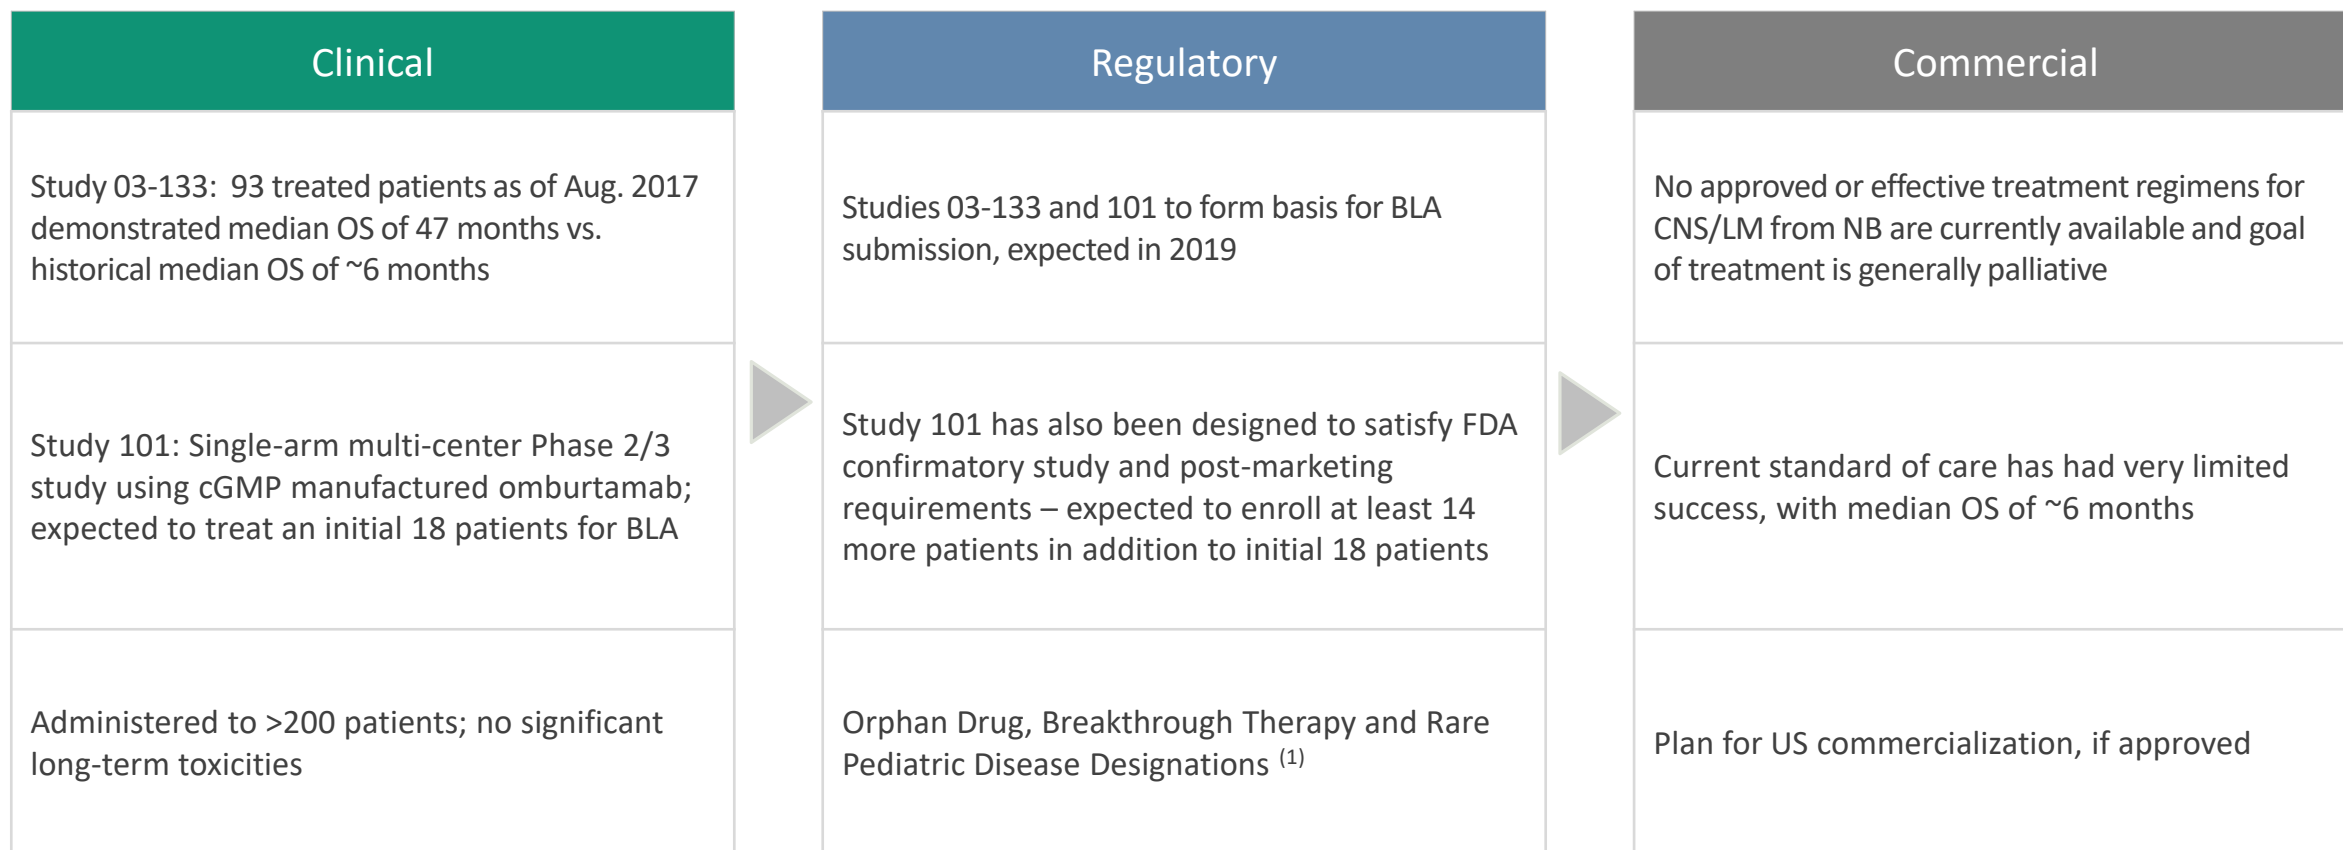 Clinical
Study 03-133: 93 treated patients as of Aug. 2017
demonstrated median OS of 47 months vs.
historical median OS of ~6 months
Study 101: Single-arm multi-center Phase 2/3
study using cGMP manufactured omburtamab;
expected to treat an initial 18 patients for BLA
Administered to >200 patients; no significant
long-term toxicities
Regulatory
Studies 03-133 and 101 to form basis for BLA
submission, expected in 2019
Study 101 has also been designed to satisfy FDA
confirmatory study and post-marketing
requirements – expected to enroll at least 14
more patients in addition to initial 18 patients
Orphan Drug, Breakthrough Therapy and Rare
Pediatric Disease Designations (1)
Commercial
No approved or effective treatment regimens for
CNS/LM from NB are currently available and goal
of treatment is generally palliative
Current standard of care has had very limited
success, with median OS of ~6 months
Plan for US commercialization, if approved